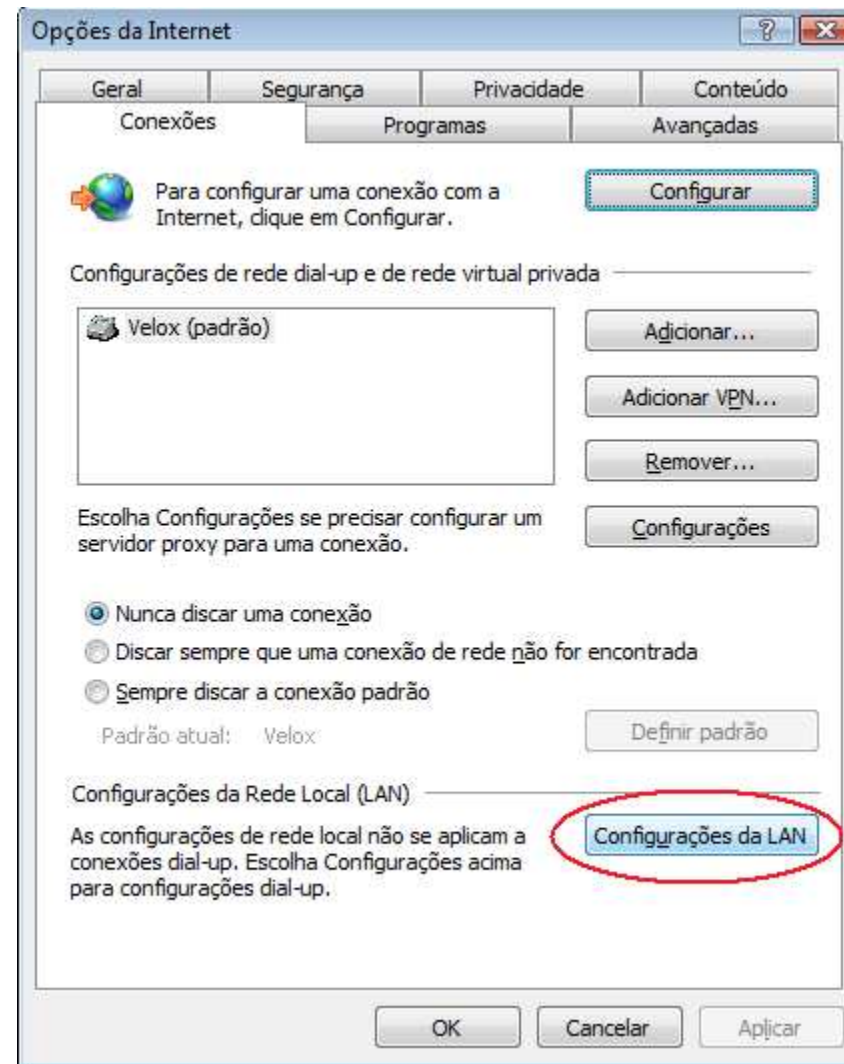 Opções da Internet
Geral
Segurança
Privacidade
Conteúdo
Conexões
Programas
Avançadas
Para configurar uma conexão com a
Internet, clique em Configurar.
Configurar
Configurações de rede dial-up e de rede virtual privada
Velox (padrão)
Adicionar...
Adicionar VPN...
Remover...
Escolha Configurações se precisar configurar um
servidor proxy para uma conexão.
Configurações
Nunca discar uma conexão
Discar sempre que uma conexão de rede não for encontrada
Sempre discar a conexão padrão
Padrão atual: Velox
Definir padrão
Configurações da Rede Local (LAN)
As configurações de rede local não se aplicam a
conexões dial-up. Escolha Configurações acima
para configurações dial-up.
Configurações da LAN
OK
Cancelar
Aplicar